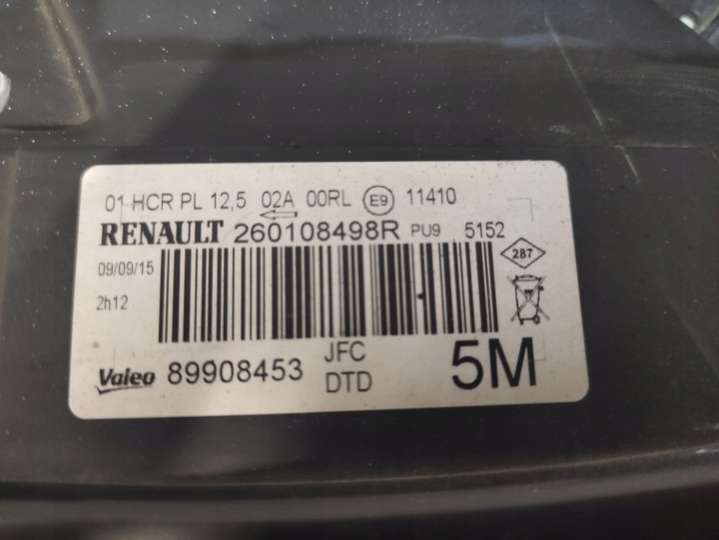 01 HCR PL 12,5 02A 00RL E9 11410
RENAULT 260108498R PU9 5152
09/09/15
287
2h12
Valeo 89908453 JFC
DTD
5M